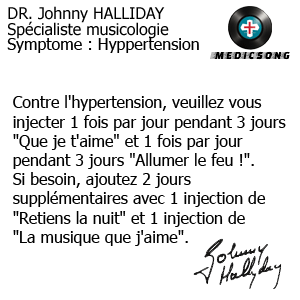 DR. Johnny HALLIDAY
Spécialiste musicologie
Symptome : Hyppertension
MEDICSONG
Contre l'hypertension, veuillez vous
injecter 1 fois par jour pendant 3 jours
"Que je t'aime" et 1 fois par jour
pendant 3 jours "Allumer le feu !".
Si besoin, ajoutez 2 jours
supplémentaires avec 1 injection de
"Retiens la nuit" et 1 injection de
"La musique que j'aime".
Johnny
Hallyday